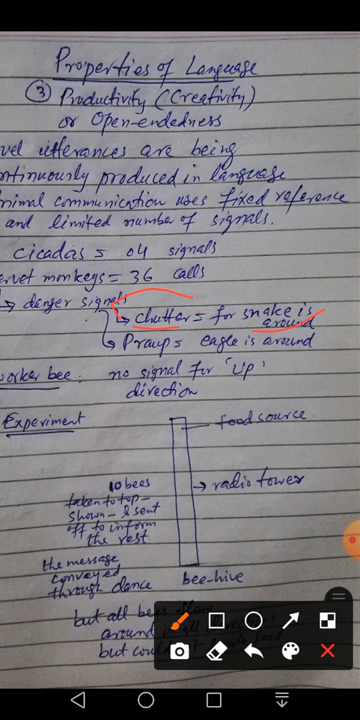 Properties of Language
③ Productivity (Creativity)
or Open-endedness
vel utterances are being
ontinuously produced in language
nimal communication uses fixed reference
and limited number of signals.
cicadas = 04 signals
ervet monkeys = 36 calls
↳ danger signals
↳ chutter = for snake is
around
↳ Praup = eagle is around
worker bee: no signal for 'Up'
direction
Experiment
food source
10 bees
taken to top-
shown - & sent
off to inform
the rest
→ radio tower
the message
conveyed
through dance
bee-hive
but all bees
around
but